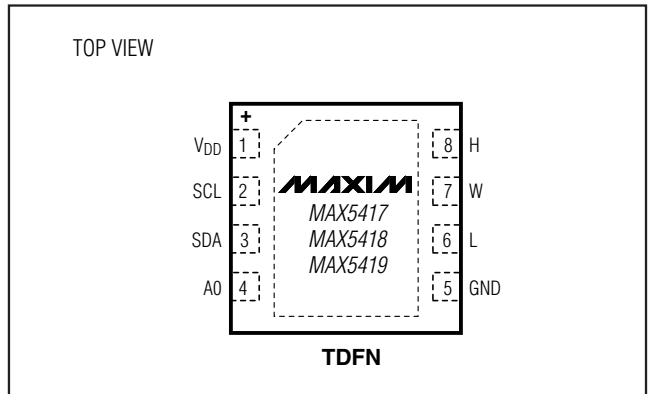 TOP VIEW
+
VDD 1
8 H
SCL 2
MAXIM
7 W
MAX5417
SDA 3
MAX5418
6 L
MAX5419
A0 4
5 GND
TDFN